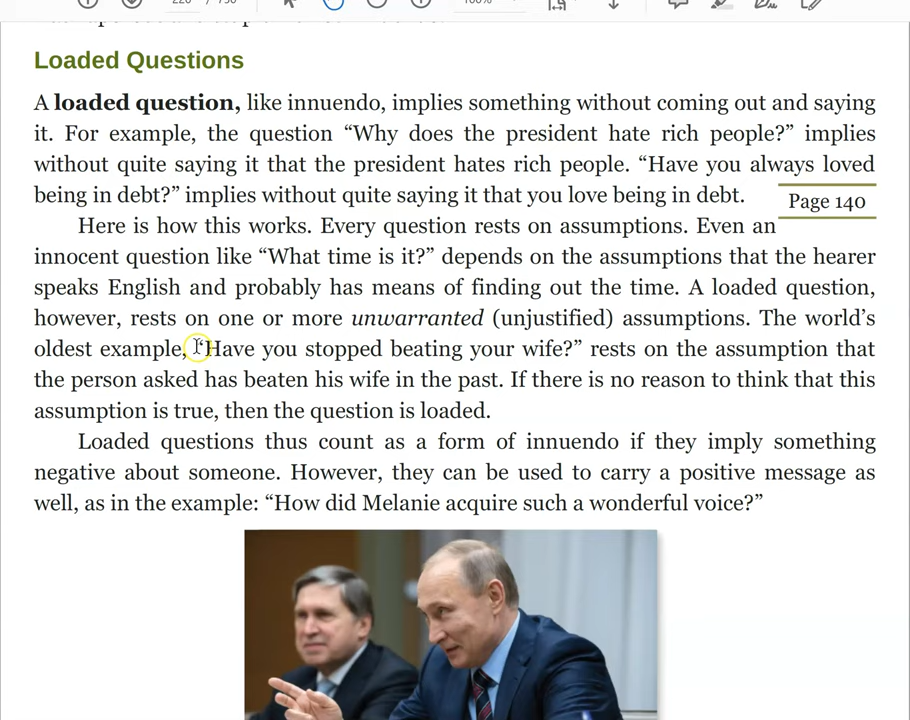 100%
Loaded Questions
A loaded question, like innuendo, implies something without coming out and saying
it. For example, the question “Why does the president hate rich people?” implies
without quite saying it that the president hates rich people. “Have you always loved
being in debt?” implies without quite saying it that you love being in debt.
Page 140
Here is how this works. Every question rests on assumptions. Even an
innocent question like “What time is it?” depends on the assumptions that the hearer
speaks English and probably has means of finding out the time. A loaded question,
however, rests on one or more unwarranted (unjustified) assumptions. The world’s
oldest example, “Have you stopped beating your wife?” rests on the assumption that
the person asked has beaten his wife in the past. If there is no reason to think that this
assumption is true, then the question is loaded.
Loaded questions thus count as a form of innuendo if they imply something
negative about someone. However, they can be used to carry a positive message as
well, as in the example: “How did Melanie acquire such a wonderful voice?”